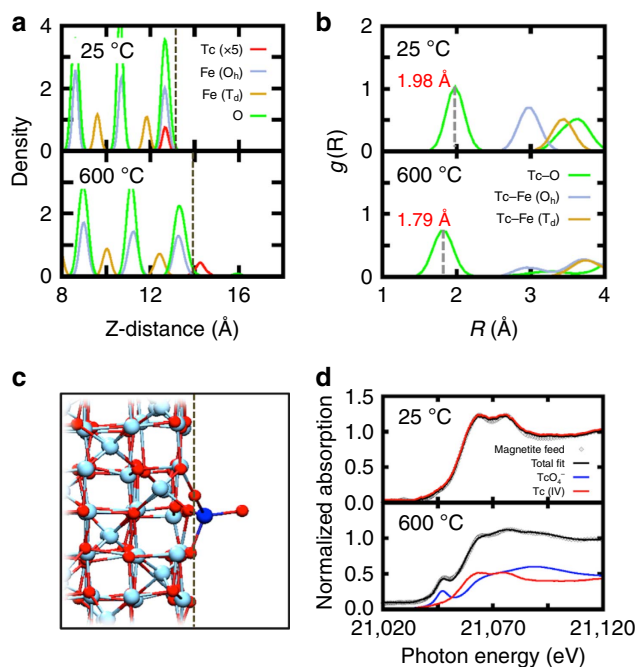 a
25 °C
Tc (×5)
Fe (Oh)
Fe (Td)
O
4
2
0
600 °C
4
2
0
Density
8 10 12 14 16
Z-distance (Å)
b
25 °C
1.98 Å
1
0
600 °C
1.79 Å
Tc–O
Tc–Fe (Oh)
Tc–Fe (Td)
1
0
g(R)
1 2 3 4
R (Å)
c
d
25 °C
Magnetite feed
Total fit
TcO4−
Tc (IV)
1.5
1.0
0.5
0.0
600 °C
1.0
0.5
0.0
Normalized absorption
21,020 21,070 21,120
Photon energy (eV)